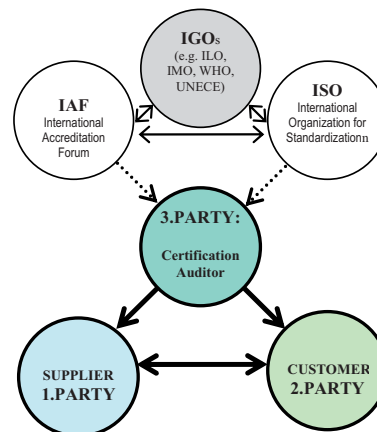 IGOs
(e.g. ILO,
IMO, WHO,
UNECE)
IAF
International
Accreditation
Forum
ISO
International
Organization for
Standardizationn
3.PARTY:
Certification
Auditor
SUPPLIER
1.PARTY
CUSTOMER
2.PARTY